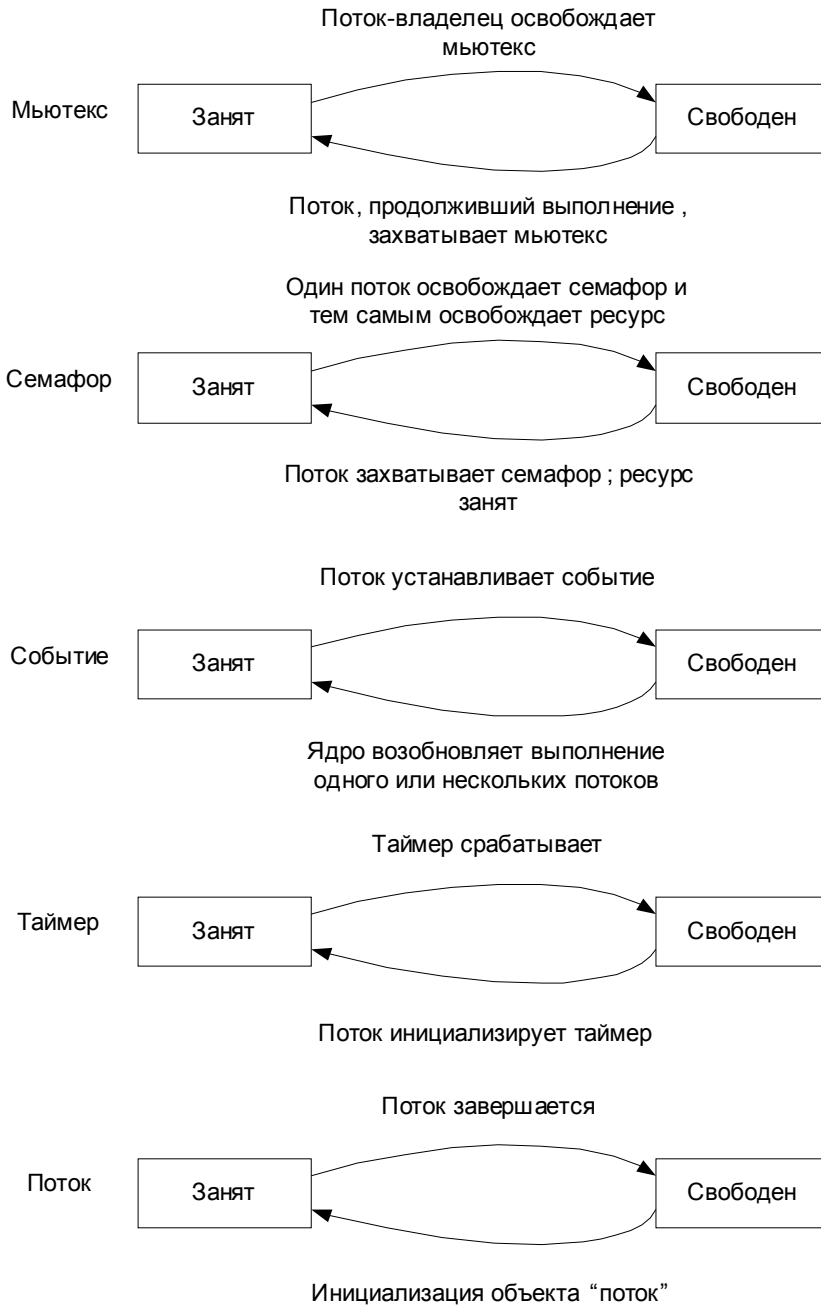 Поток-владелец освобождает
мьютекс
Мьютекс
Занят
Свободен
Поток, продолживший выполнение ,
захватывает мьютекс
Один поток освобождает семафор и
тем самым освобождает ресурс
Семафор
Занят
Свободен
Поток захватывает семафор ; ресурс
занят
Поток устанавливает событие
Событие
Занят
Свободен
Ядро возобновляет выполнение
одного или нескольких потоков
Таймер срабатывает
Таймер
Занят
Свободен
Поток инициализирует таймер
Поток завершается
Поток
Занят
Свободен
Инициализация объекта “поток”